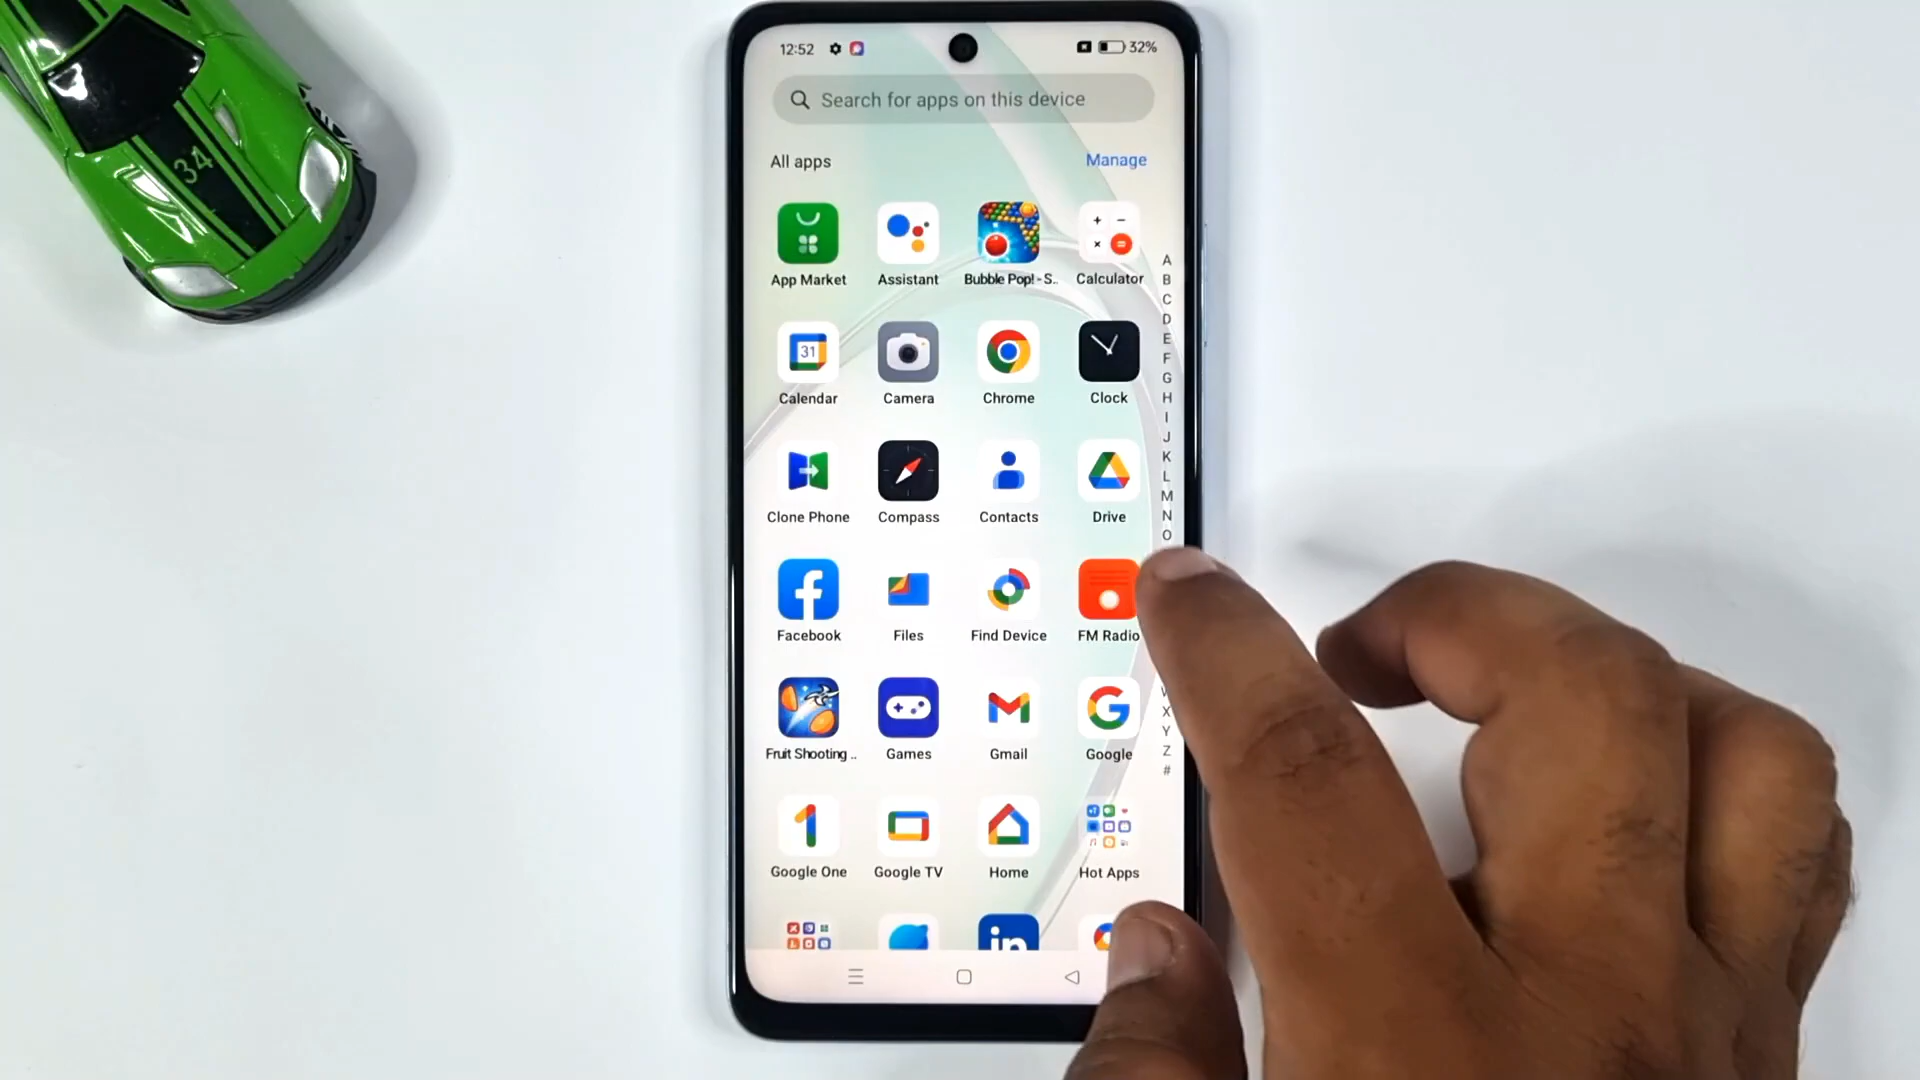 34
12:52
32%
Search for apps on this device
All apps
Manage
App Market
Assistant
Bubble Pop! - S..
Calculator
31
Calendar
Camera
Chrome
Clock
Clone Phone
Compass
Contacts
Drive
Facebook
Files
Find Device
FM Radio
Fruit Shooting ..
Games
Gmail
Google
Google One
Google TV
Home
Hot Apps
in
A
B
C
D
E
F
G
H
I
J
K
L
M
N
O
X
Y
Z
#